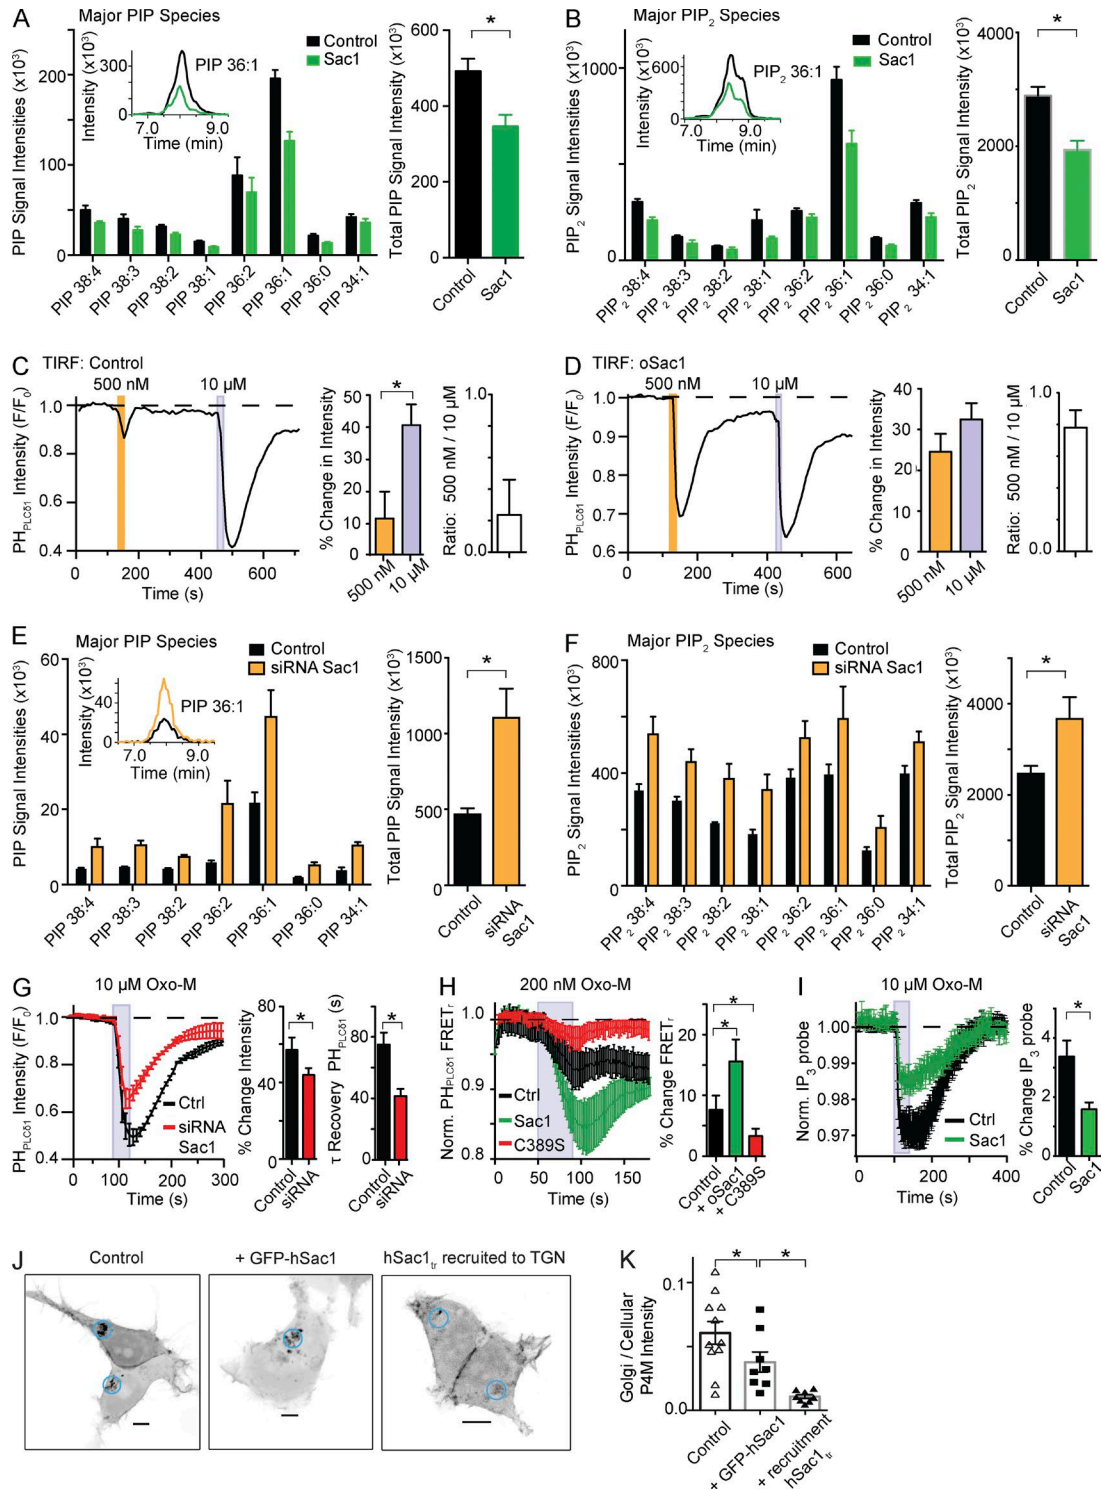 A
Major PIP Species
PIP Signal Intensities (x10³)
250
200
150
100
50
0
Intensity (x10³)
300
0
7.0 9.0
Time (min)
PIP 36:1
Control
Sac1
PIP 38:4
PIP 38:3
PIP 38:2
PIP 38:1
PIP 36:2
PIP 36:1
PIP 36:0
PIP 34:1
Total PIP Signal Intensity (x10³)
600
400
600
0
*
Control
Sac1
B
Major PIP₂ Species
PIP₂ Signal Intensities (x10³)
1000
500
0
Intensity (x10³)
600
0
7.0 9.0
Time (min)
PIP₂ 36:1
Control
Sac1
PIP₂ 38:4
PIP₂ 38:3
PIP₂ 38:2
PIP₂ 38:1
PIP₂ 36:2
PIP₂ 36:1
PIP₂ 36:0
PIP₂ 34:1
Total PIP₂ Signal Intensity (x10³)
4000
2000
0
*
Control
Sac1
C
TIRF: Control
500 nM 10 µM
PH_PLCδ1 Intensity (F/F₀)
1.0
0.8
0.6
0.4
0 200 400 600
Time (s)
% Change in Intensity
50
40
30
20
10
0
*
500 nM
10 µM
Ratio: 500 nM / 10 µM
1.0
0.0
D
TIRF: oSac1
500 nM 10 µM
PH_PLCδ1 Intensity (F/F₀)
1.0
0.9
0.8
0.7
0.6
0 200 400 600
Time (s)
% Change in Intensity
40
30
20
10
0
500 nM
10 µM
Ratio: 500 nM / 10 µM
1.0
0.0
E
Major PIP Species
PIP Signal Intensities (x10³)
60
40
20
0
Intensity (x10³)
40
0
7.0 9.0
Time (min)
PIP 36:1
Control
siRNA Sac1
PIP 38:4
PIP 38:3
PIP 38:2
PIP 36:2
PIP 36:1
PIP 36:0
PIP 34:1
Total PIP Signal Intensity (x10³)
1500
1000
500
0
*
Control
siRNA Sac1
F
Major PIP₂ Species
PIP₂ Signal Intensities (x10³)
800
400
0
Control
siRNA Sac1
PIP₂ 38:4
PIP₂ 38:3
PIP₂ 38:2
PIP₂ 38:1
PIP₂ 36:2
PIP₂ 36:1
PIP₂ 36:0
PIP₂ 34:1
Total PIP₂ Signal Intensity (x10³)
4000
2000
0
*
Control
siRNA Sac1
G
10 µM Oxo-M
PH_PLCδ1 Intensity (F/F₀)
1.0
0.8
0.6
0.4
0 100 200 300
Time (s)
Ctrl
siRNA Sac1
% Change Intensity
80
40
0
*
Control
siRNA
τ Recovery PH_PLCδ1 (s)
100
50
0
*
Control
siRNA
H
200 nM Oxo-M
Norm. PH_PLCδ1 FRETᵣ
1.0
0.9
0.8
0 50 100 150
Time (s)
Ctrl
Sac1
C389S
% Change FRETᵣ
30
20
10
0
*
*
*
Control
+ oSac1
+ C389S
I
10 µM Oxo-M
Norm. IP₃ probe
1.00
0.99
0.98
0.97
0 200 400
Time (s)
Ctrl
Sac1
% Change IP₃ probe
5
4
2
0
*
Control
Sac1
J
Control
+ GFP-hSac1
hSac1_tr recruited to TGN
K
Golgi / Cellular
P4M Intensity
0.1
0.0
* *
Control
+ GFP-hSac1
+ recruitment
hSac1_tr